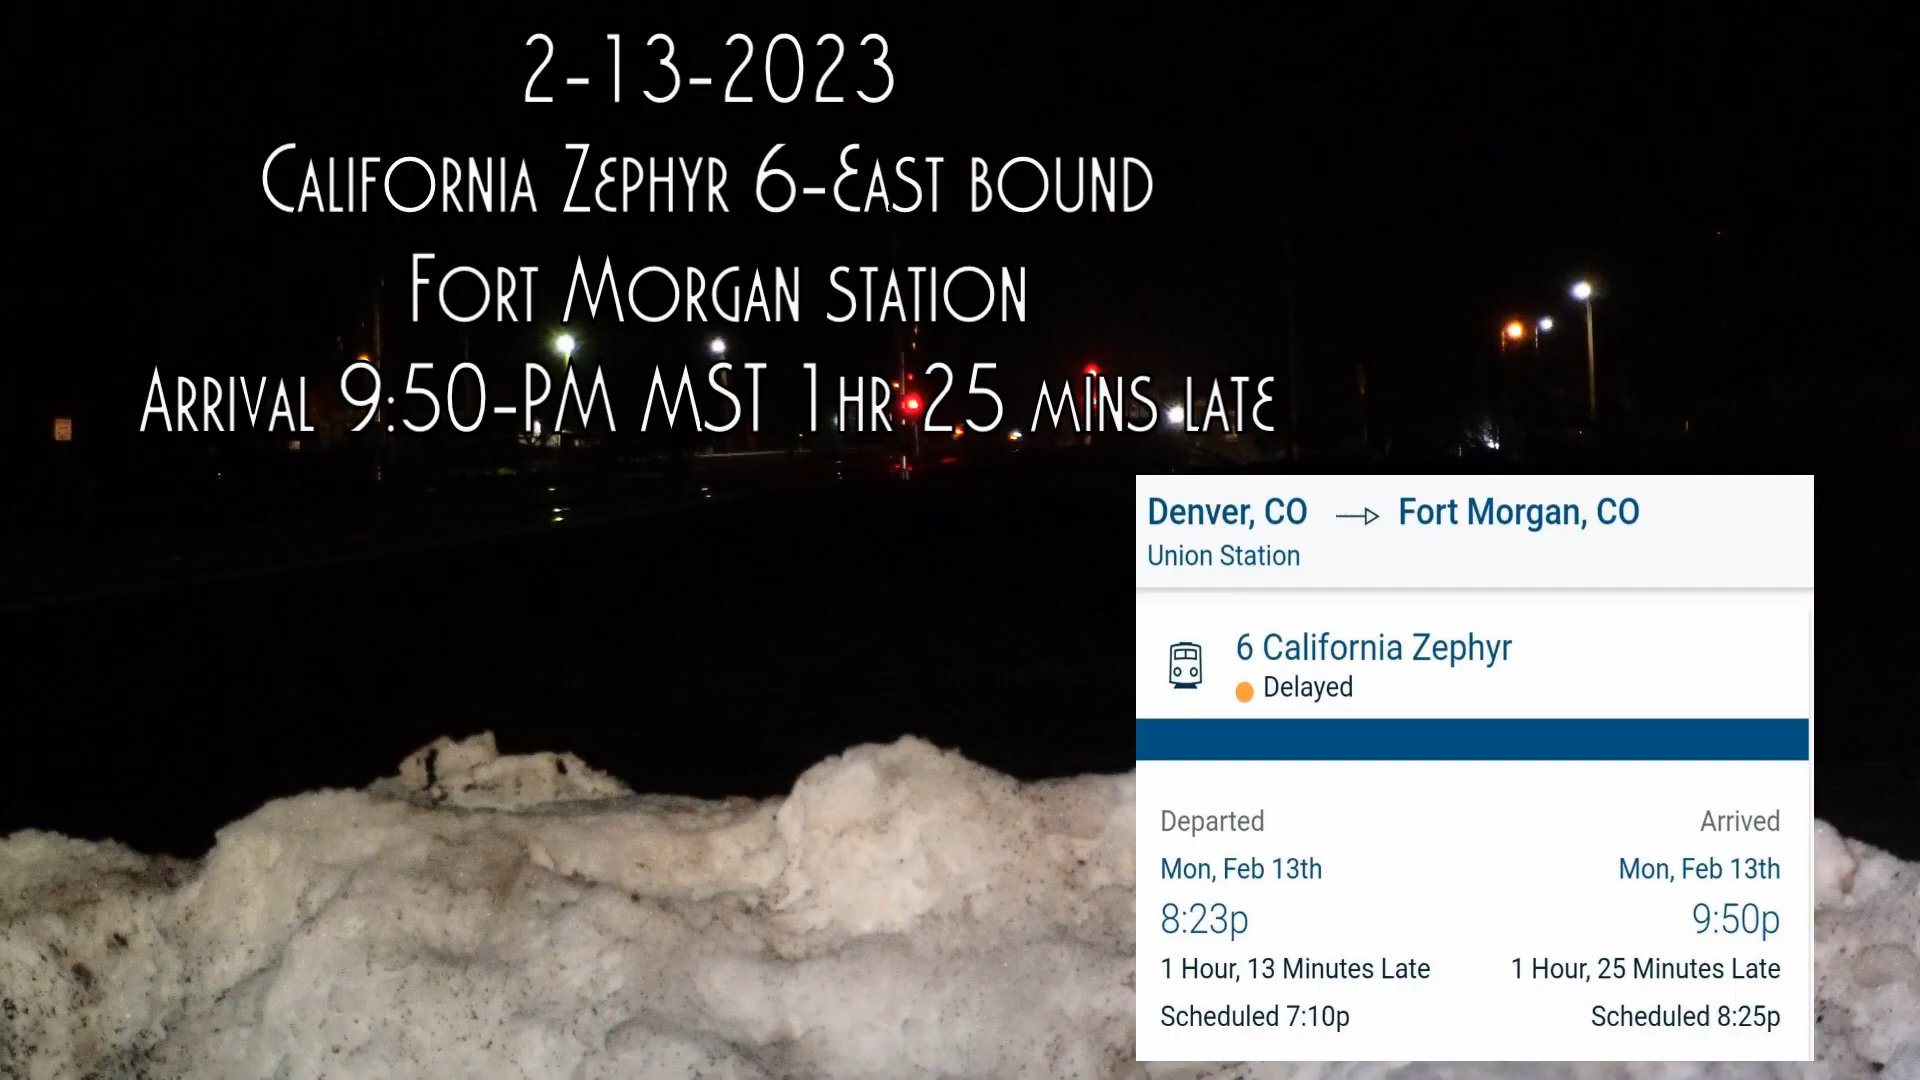 2-13-2023
California Zephyr 6-East bound
Fort Morgan station
Arrival 9:50-PM MST 1hr 25 mins late
Denver, CO → Fort Morgan, CO
Union Station
6 California Zephyr
Delayed
Departed Arrived
Mon, Feb 13th Mon, Feb 13th
8:23p 9:50p
1 Hour, 13 Minutes Late 1 Hour, 25 Minutes Late
Scheduled 7:10p Scheduled 8:25p